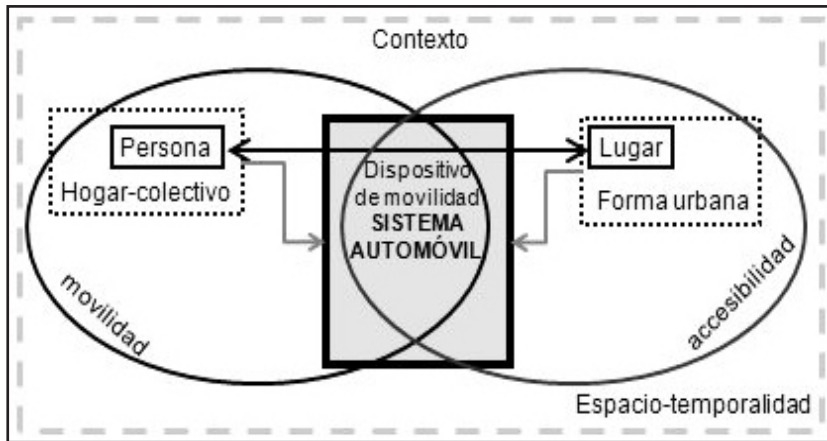 Contexto
Persona
Hogar-colectivo
Dispositivo
de movilidad
SISTEMA
AUTOMÓVIL
Lugar
Forma urbana
movilidad
accesibilidad
Espacio-temporalidad